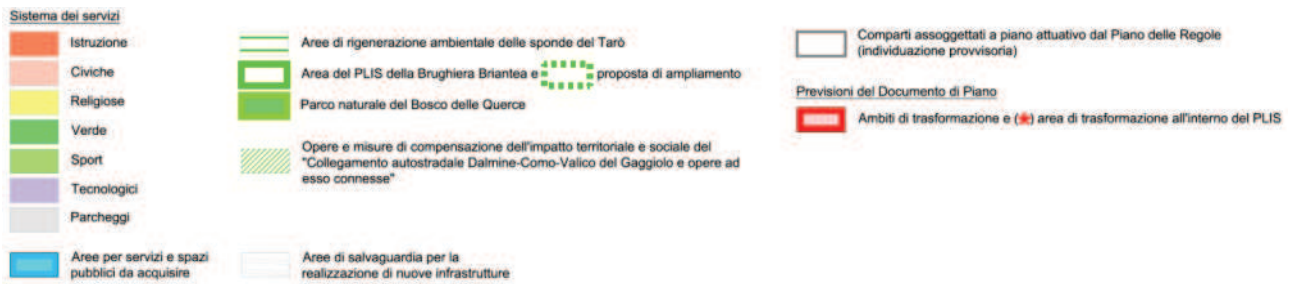 Sistema dei servizi
Istruzione
Civiche
Religiose
Verde
Sport
Tecnologici
Parcheggi
Aree per servizi e spazi
pubblici da acquisire
Aree di rigenerazione ambientale delle sponde del Tarò
Area del PLIS della Brughiera Briantea e proposta di ampliamento
Parco naturale del Bosco delle Querce
Opere e misure di compensazione dell'impatto territoriale e sociale del
"Collegamento autostradale Dalmine-Como-Valico del Gaggiolo e opere ad
esso connesse"
Aree di salvaguardia per la
realizzazione di nuove infrastrutture
Comparti assoggettati a piano attuativo dal Piano delle Regole
(individuazione provvisoria)
Previsioni del Documento di Piano
Ambiti di trasformazione e (★) area di trasformazione all'interno del PLIS